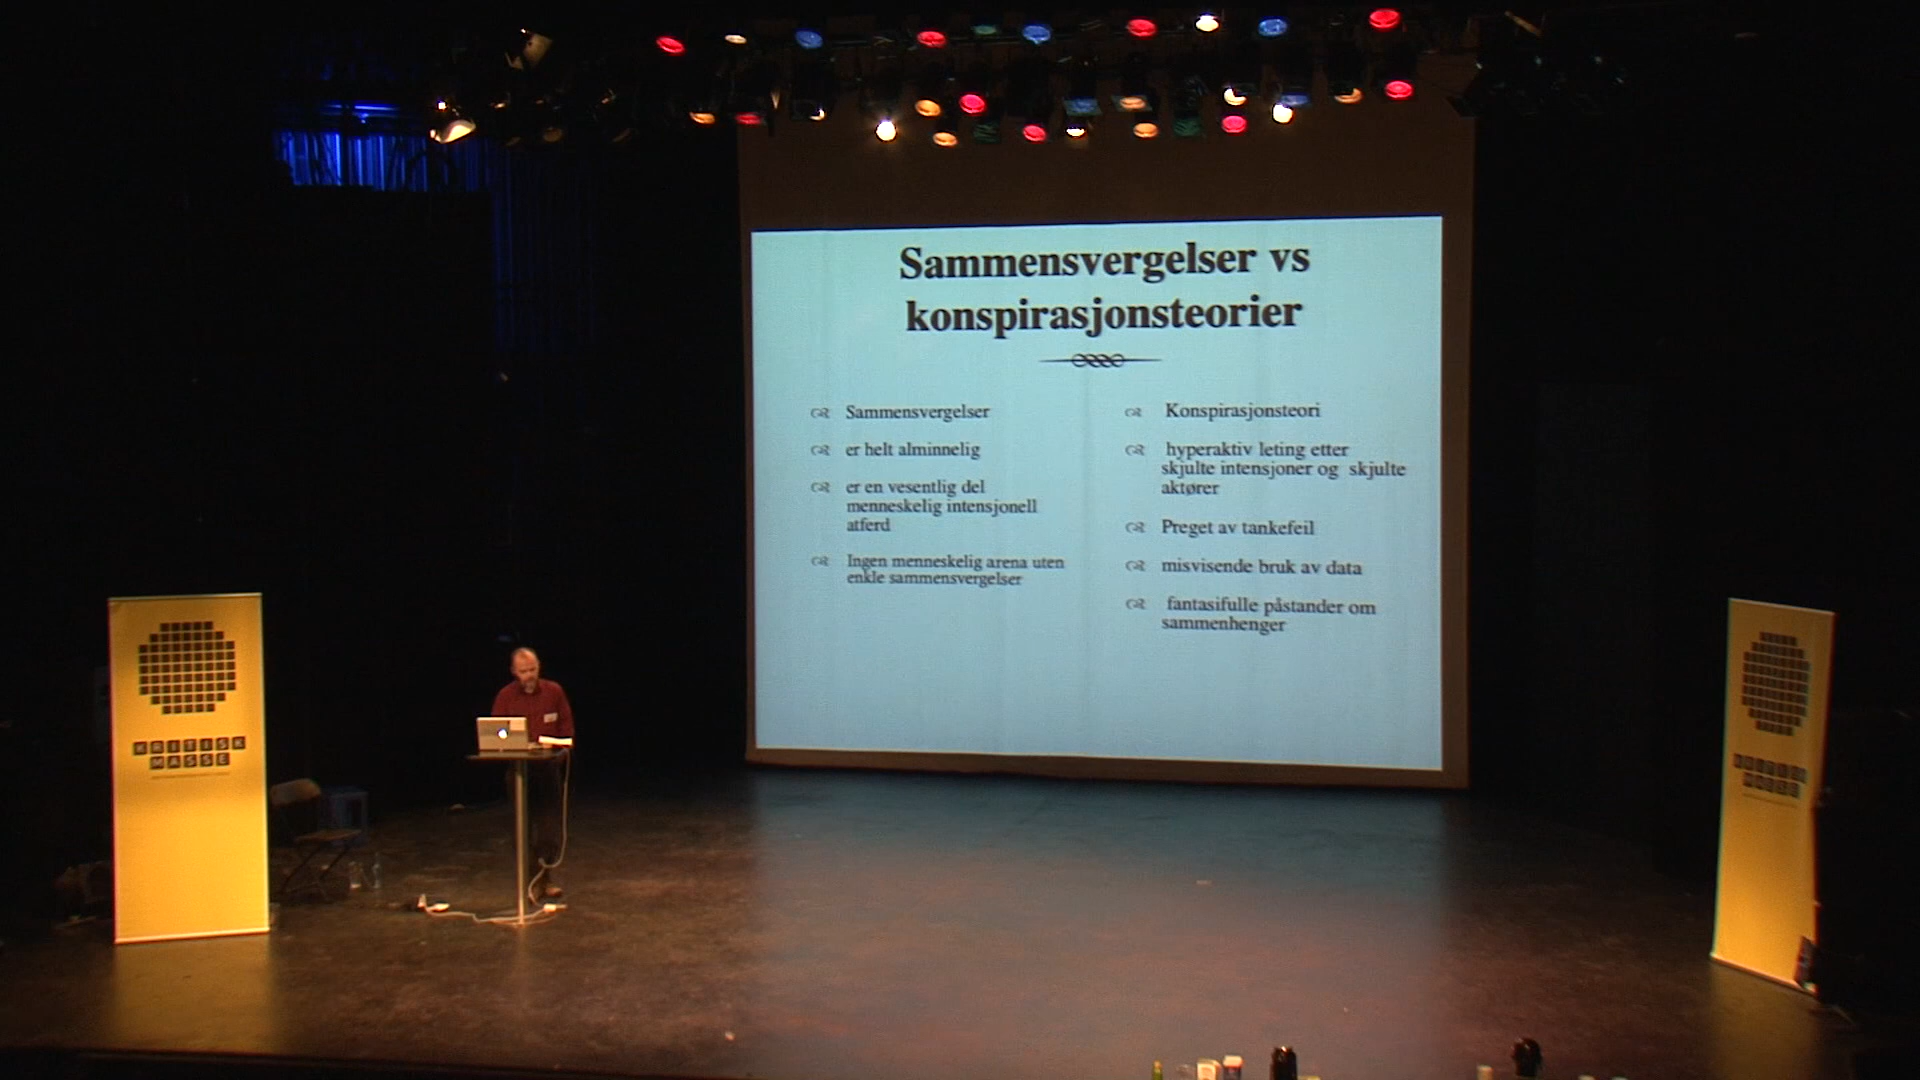 Sammensvergelser vs
konspirasjonsteorier
Sammensvergelser
er helt alminnelig
er en vesentlig del
menneskelig intensjonell
atferd
Ingen menneskelig arena uten
enkle sammensvergelser
Konspirasjonsteori
hyperaktiv leting etter
skjulte intensjoner og skjulte
aktører
Preget av tankefeil
misvisende bruk av data
fantasifulle påstander om
sammenhenger
KRITISK
MASSE
KRITISK
MASSE